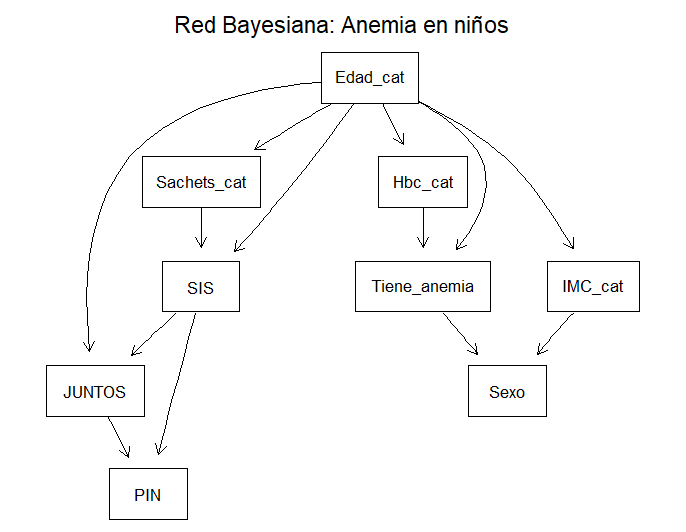 Red Bayesiana: Anemia en niños
Edad_cat
Sachets_cat
Hbc_cat
SIS
Tiene_anemia
IMC_cat
JUNTOS
Sexo
PIN